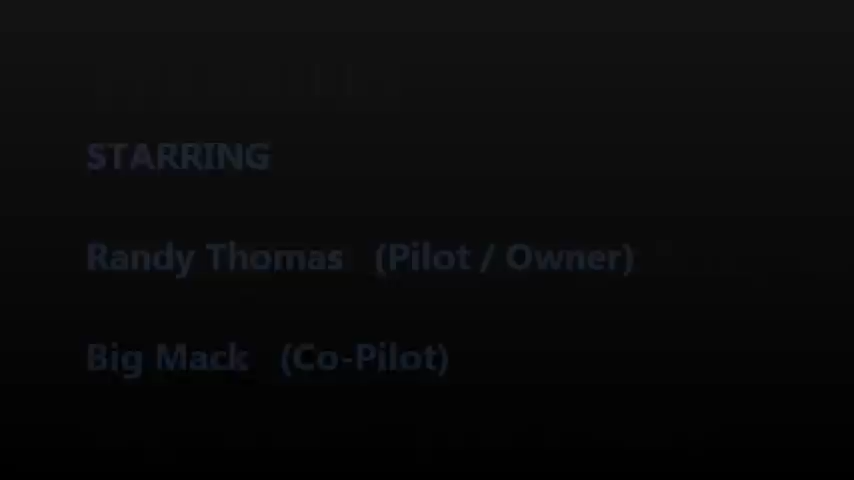 STARRING
Randy Thomas (Pilot / Owner)
Big Mack (Co-Pilot)